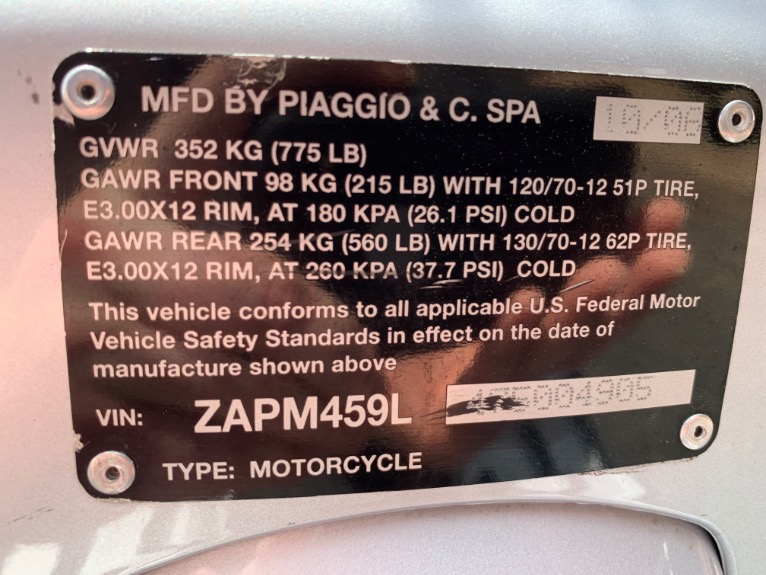 MFD BY PIAGGIO & C. SPA
GVWR 352 KG (775 LB)
GAWR FRONT 98 KG (215 LB) WITH 120/70-12 51P TIRE,
E3.00X12 RIM, AT 180 KPA (26.1 PSI) COLD
GAWR REAR 254 KG (560 LB) WITH 130/70-12 62P TIRE,
E3.00X12 RIM, AT 260 KPA (37.7 PSI) COLD
This vehicle conforms to all applicable U.S. Federal Motor
Vehicle Safety Standards in effect on the date of
manufacture shown above
VIN: ZAPM459L
TYPE: MOTORCYCLE